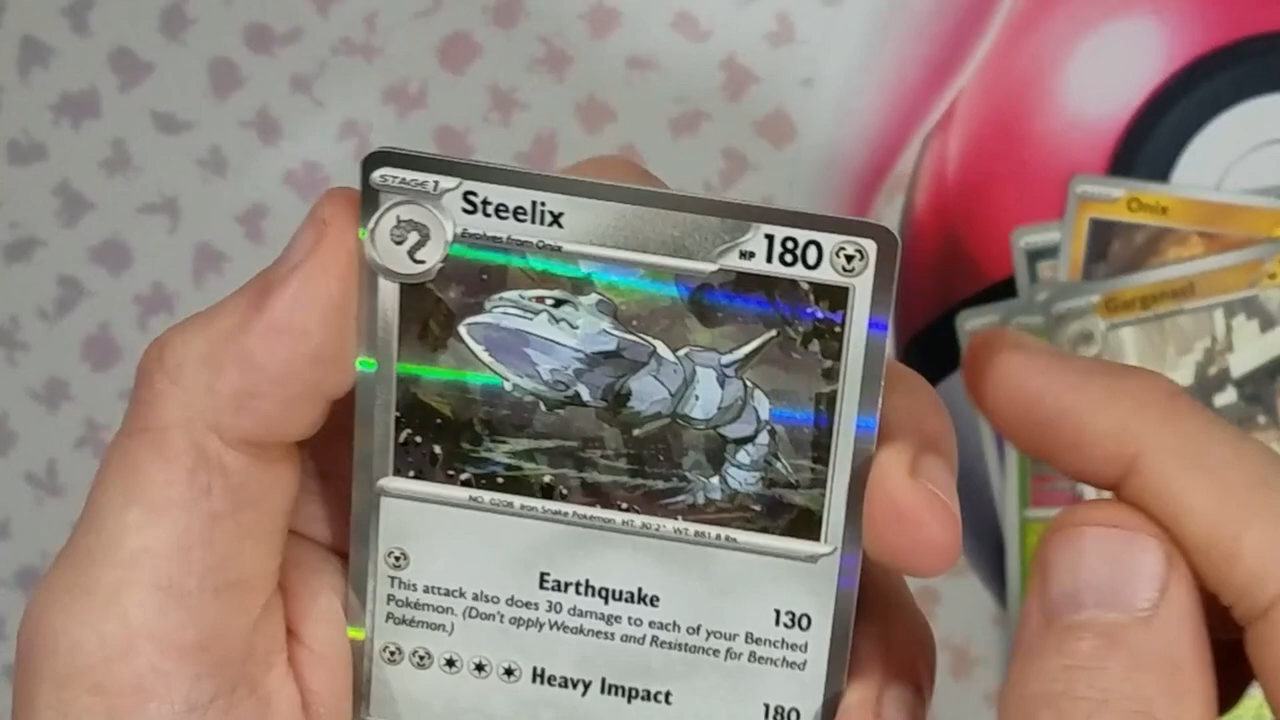 STAGE1
Steelix
Evolves from Onix
HP 180
NO. 0208 Iron Snake Pokémon HT: 30'2" WT: 881.8 lbs.
Earthquake 130
This attack also does 30 damage to each of your Benched
Pokémon. (Don't apply Weakness and Resistance for Benched
Pokémon.)
Heavy Impact 180
Onix
Garganacl